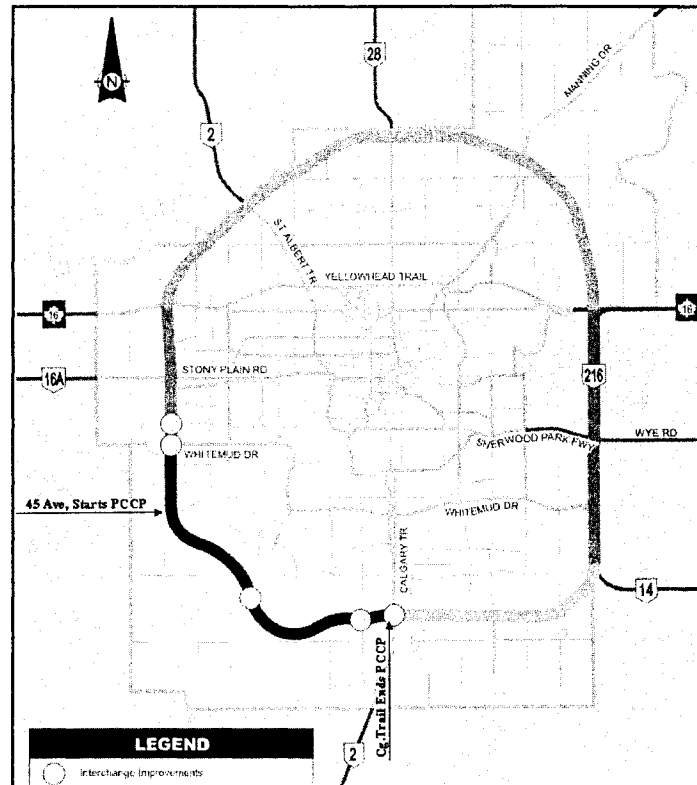 28
MANNING DR
N
2
ST ALBERT TR
YELLOWHEAD TRAIL
16
16
16A
STONY PLAIN RD
216
WYE RD
SHERWOOD PARK FWY
WHITEMUD DR
45 Ave, Starts PCCP
WHITEMUD DR
CALGARY TR
14
Cg.Trail Ends PCCP
LEGEND
2
Interchange Improvements